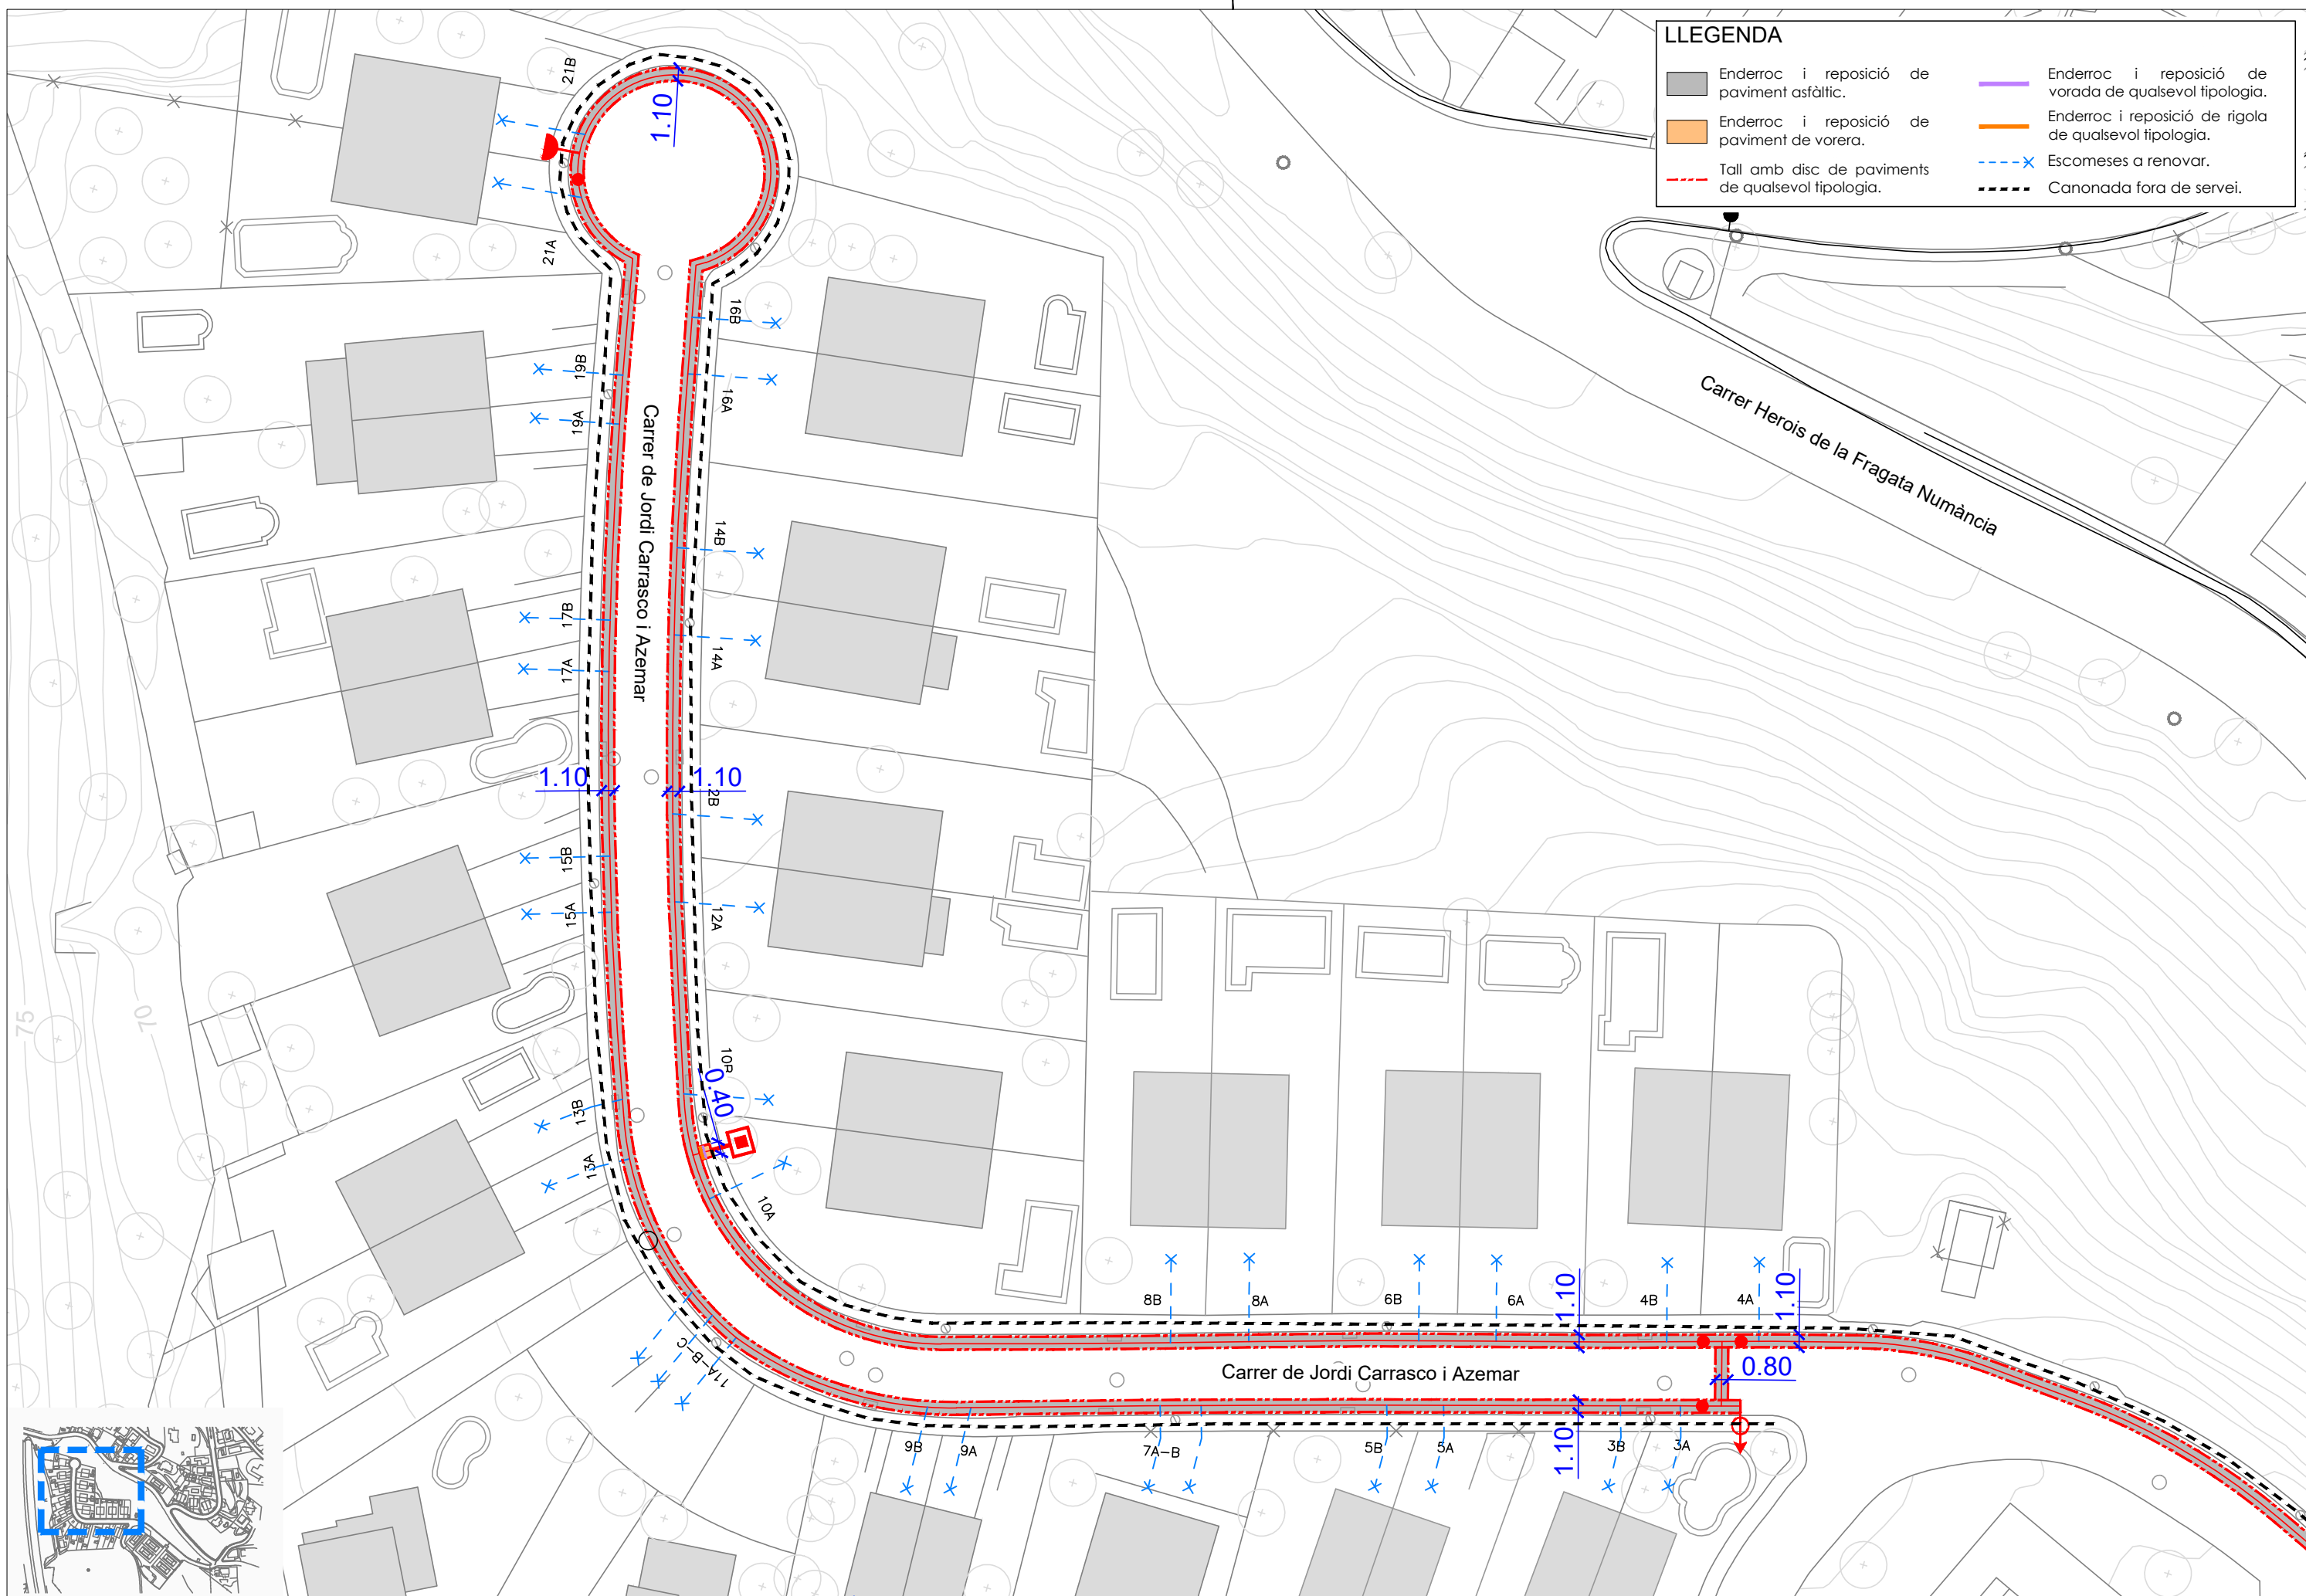 LLEGENDA
Enderroc i reposició de
paviment asfàltic.
Enderroc i reposició de
paviment de vorera.
Tall amb disc de paviments
de qualsevol tipologia.
Enderroc i reposició de
vorada de qualsevol tipologia.
Enderroc i reposició de rigola
de qualsevol tipologia.
Escomeses a renovar.
Canonada fora de servei.
21B
1.10
21A
16B
19B
16A
19A
Carrer de Jordi Carrasco i Azemar
Carrer Herois de la Fragata Numància
14B
17B
14A
17A
1.10
1.10
2B
15B
15A
12A
75
70
10B
0.40
13B
13A
10A
11A-B-C
8B
8A
6B
6A
1.10
4B
4A
1.10
Carrer de Jordi Carrasco i Azemar
0.80
9B
9A
7A-B
5B
5A
1.10
3B
3A